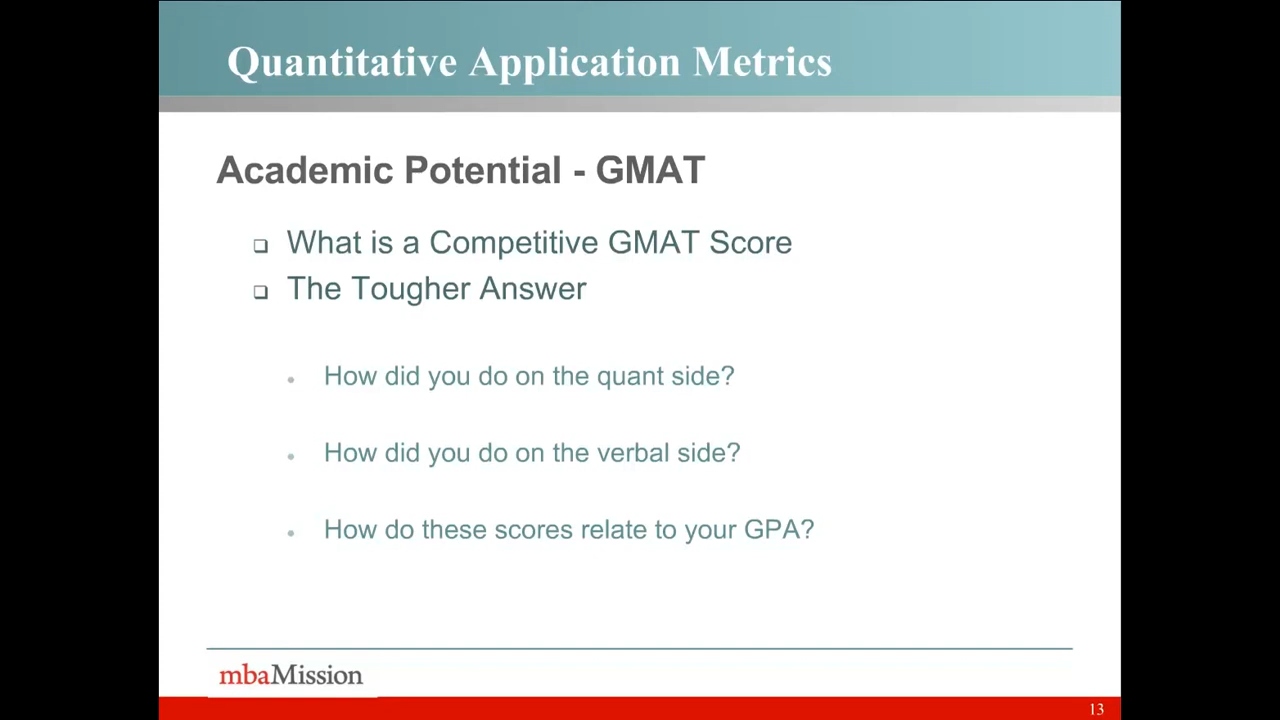 Quantitative Application Metrics
Academic Potential - GMAT
What is a Competitive GMAT Score
The Tougher Answer
How did you do on the quant side?
How did you do on the verbal side?
How do these scores relate to your GPA?
mbaMission
13